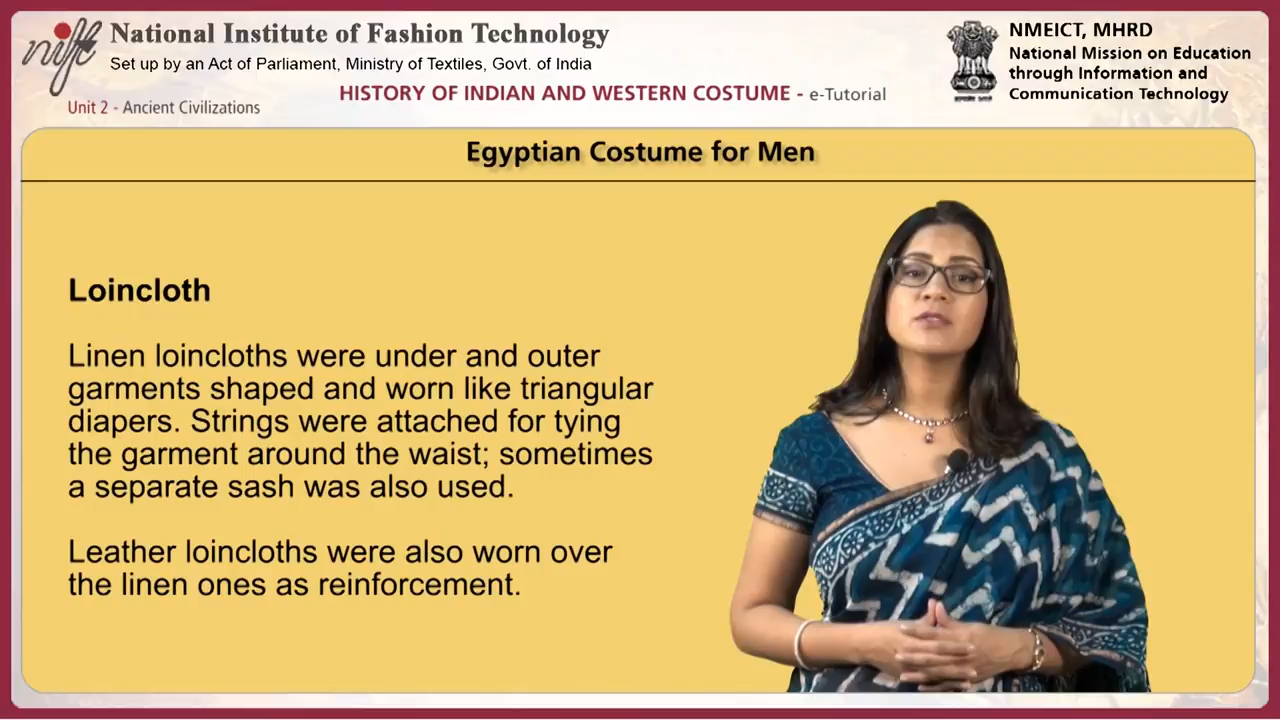 nift
National Institute of Fashion Technology
Set up by an Act of Parliament, Ministry of Textiles, Govt. of India
Unit 2 - Ancient Civilizations
HISTORY OF INDIAN AND WESTERN COSTUME - e-Tutorial
NMEICT, MHRD
National Mission on Education
through Information and
Communication Technology
Egyptian Costume for Men
Loincloth
Linen loincloths were under and outer
garments shaped and worn like triangular
diapers. Strings were attached for tying
the garment around the waist; sometimes
a separate sash was also used.
Leather loincloths were also worn over
the linen ones as reinforcement.